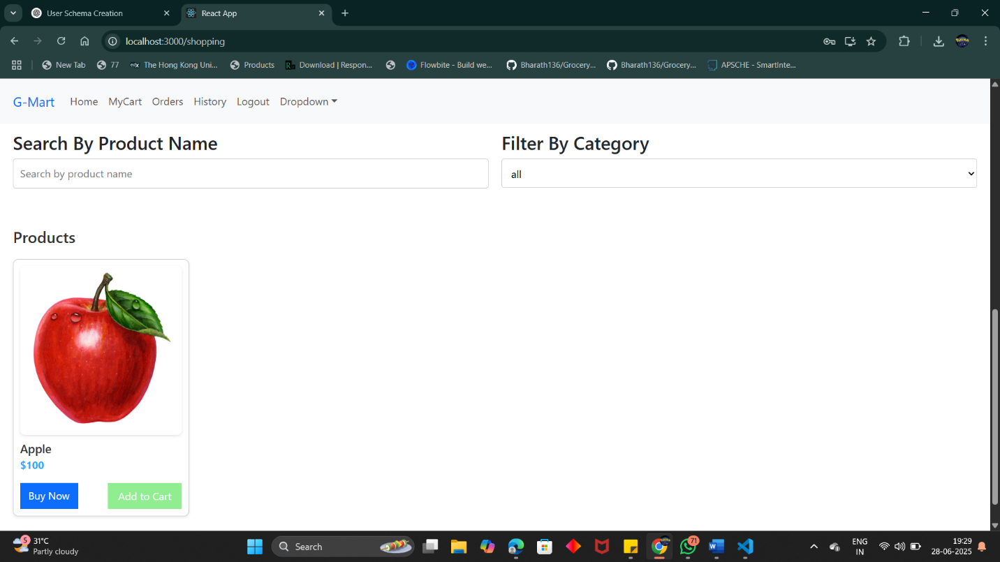 User Schema Creation
React App
localhost:3000/shopping
New Tab
77
edX
The Hong Kong Uni...
Products
Download | Respon...
Flowbite - Build we...
Bharath136/Grocery...
Bharath136/Grocery...
APSCHE - SmartInte...
G-Mart
Home
MyCart
Orders
History
Logout
Dropdown
Search By Product Name
Filter By Category
Search by product name
all
Products
Apple
$100
Buy Now
Add to Cart
5
31°C
Partly cloudy
Search
71
ENG
IN
19:29
28-06-2025